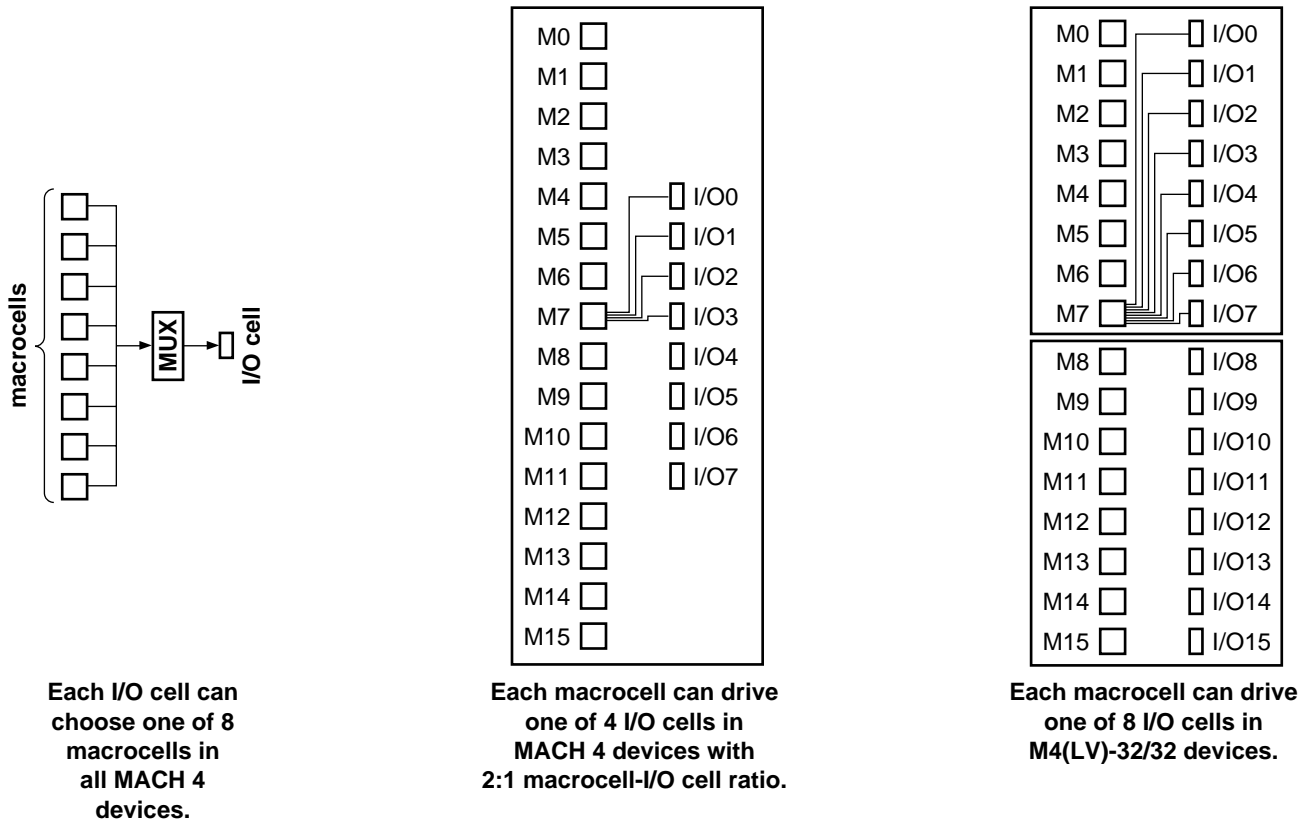 macrocells
MUX
I/O cell
Each I/O cell can
choose one of 8
macrocells in
all MACH 4
devices.
M0
M1
M2
M3
M4 I/O0
M5 I/O1
M6 I/O2
M7 I/O3
M8 I/O4
M9 I/O5
M10 I/O6
M11 I/O7
M12
M13
M14
M15
Each macrocell can drive
one of 4 I/O cells in
MACH 4 devices with
2:1 macrocell-I/O cell ratio.
M0 I/O0
M1 I/O1
M2 I/O2
M3 I/O3
M4 I/O4
M5 I/O5
M6 I/O6
M7 I/O7
M8 I/O8
M9 I/O9
M10 I/O10
M11 I/O11
M12 I/O12
M13 I/O13
M14 I/O14
M15 I/O15
Each macrocell can drive
one of 8 I/O cells in
M4(LV)-32/32 devices.